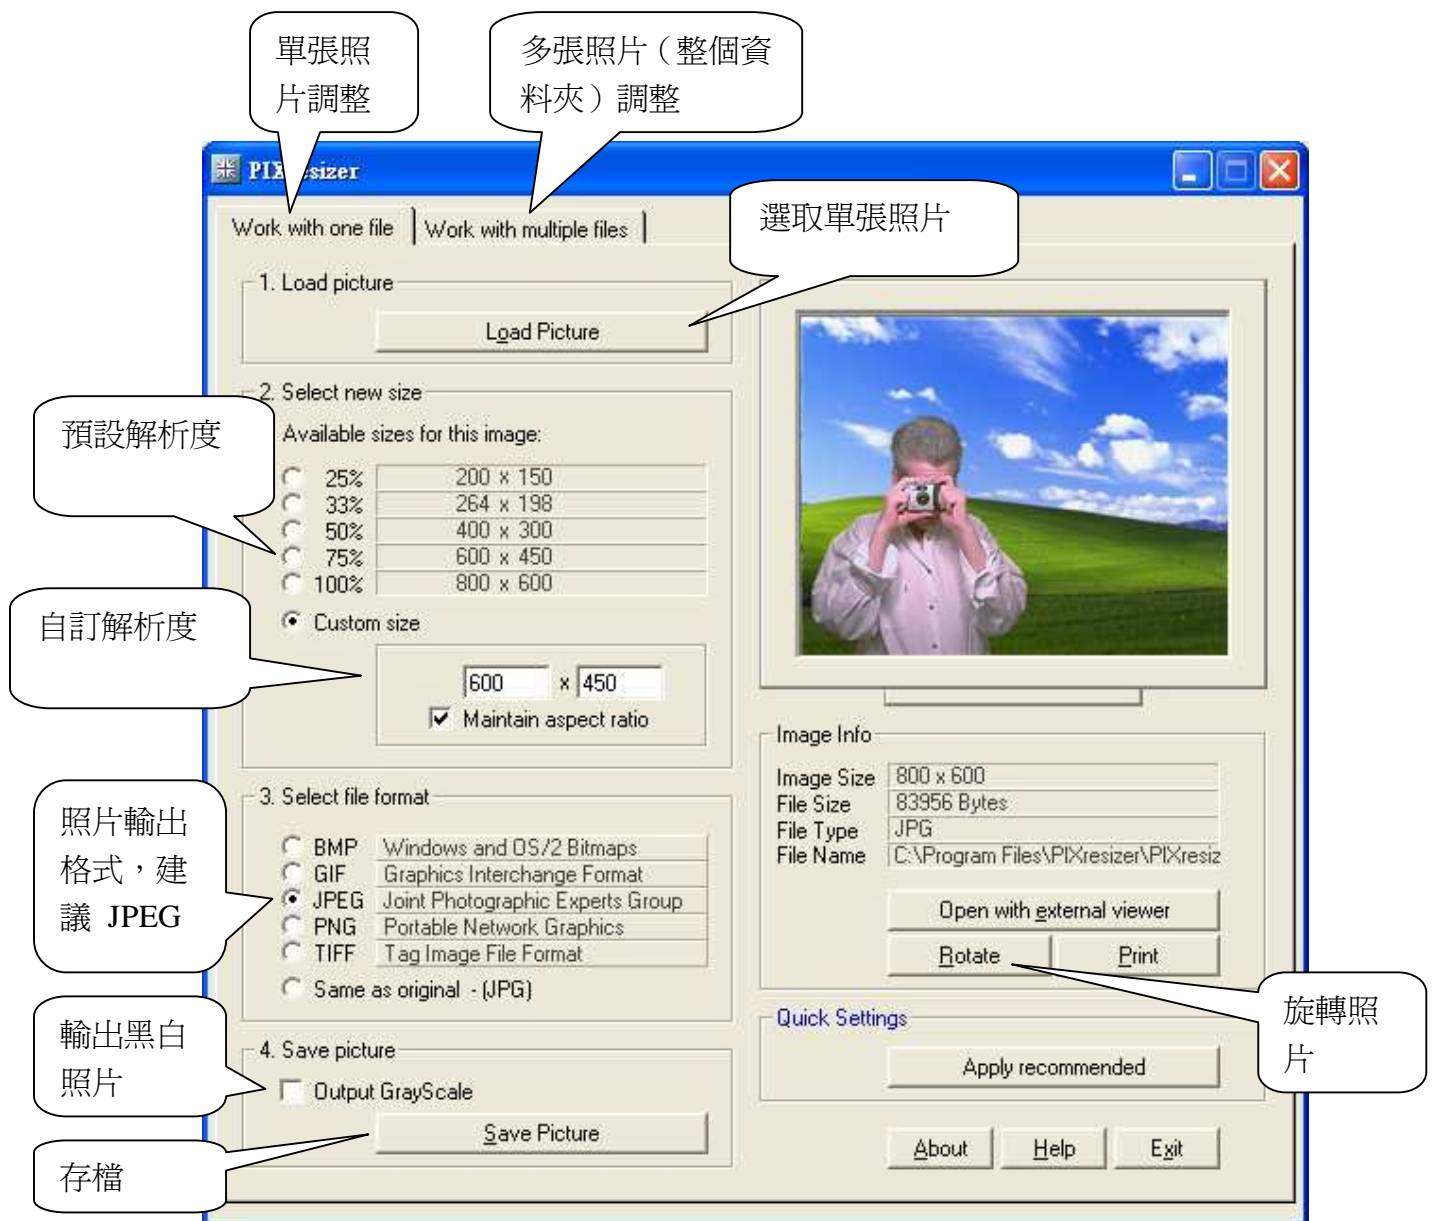 單張照
片調整
多張照片（整個資
料夾）調整
選取單張照片
Work with one file
Work with multiple files
1. Load picture
Load Picture
2. Select new size
預設解析度
Available sizes for this image:
25% 200 x 150
33% 264 x 198
50% 400 x 300
75% 600 x 450
100% 800 x 600
自訂解析度
Custom size
600 x 450
Maintain aspect ratio
照片輸出
格式，建
議 JPEG
3. Select file format
BMP Windows and OS/2 Bitmaps
GIF Graphics Interchange Format
JPEG Joint Photographic Experts Group
PNG Portable Network Graphics
TIFF Tag Image File Format
Same as original - (JPG)
輸出黑白
照片
4. Save picture
Output GrayScale
Save Picture
存檔
Image Info
Image Size 800 x 600
File Size 83956 Bytes
File Type JPG
File Name C:\Program Files\PIXresizer\PIXresiz
Open with external viewer
Rotate Print
旋轉照
片
Quick Settings
Apply recommended
About Help Exit